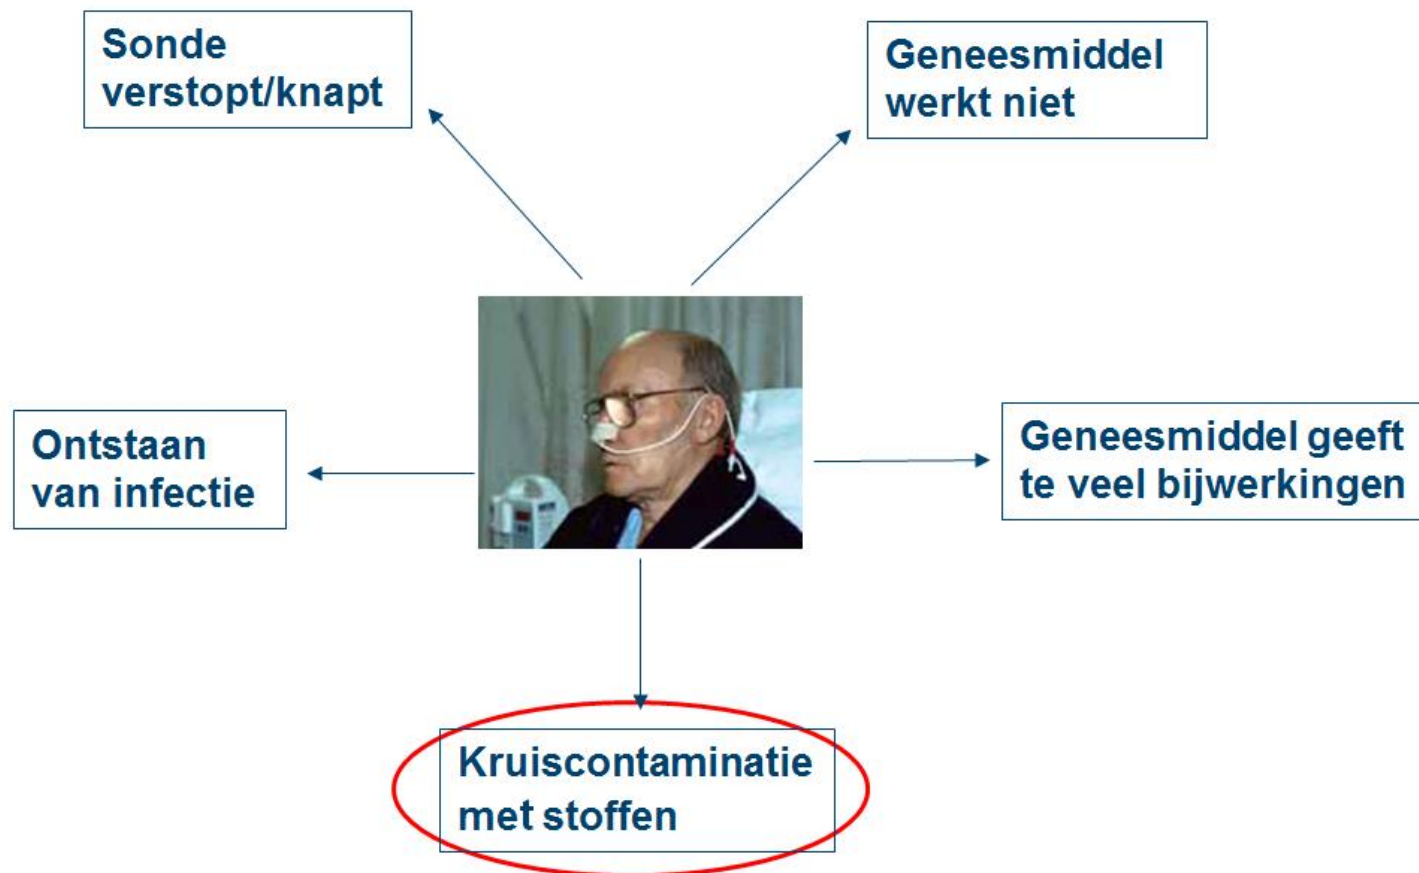 Sonde
verstopt/knapt
Geneesmiddel
werkt niet
Ontstaan
van infectie
Geneesmiddel geeft
te veel bijwerkingen
Kruiscontaminatie
met stoffen